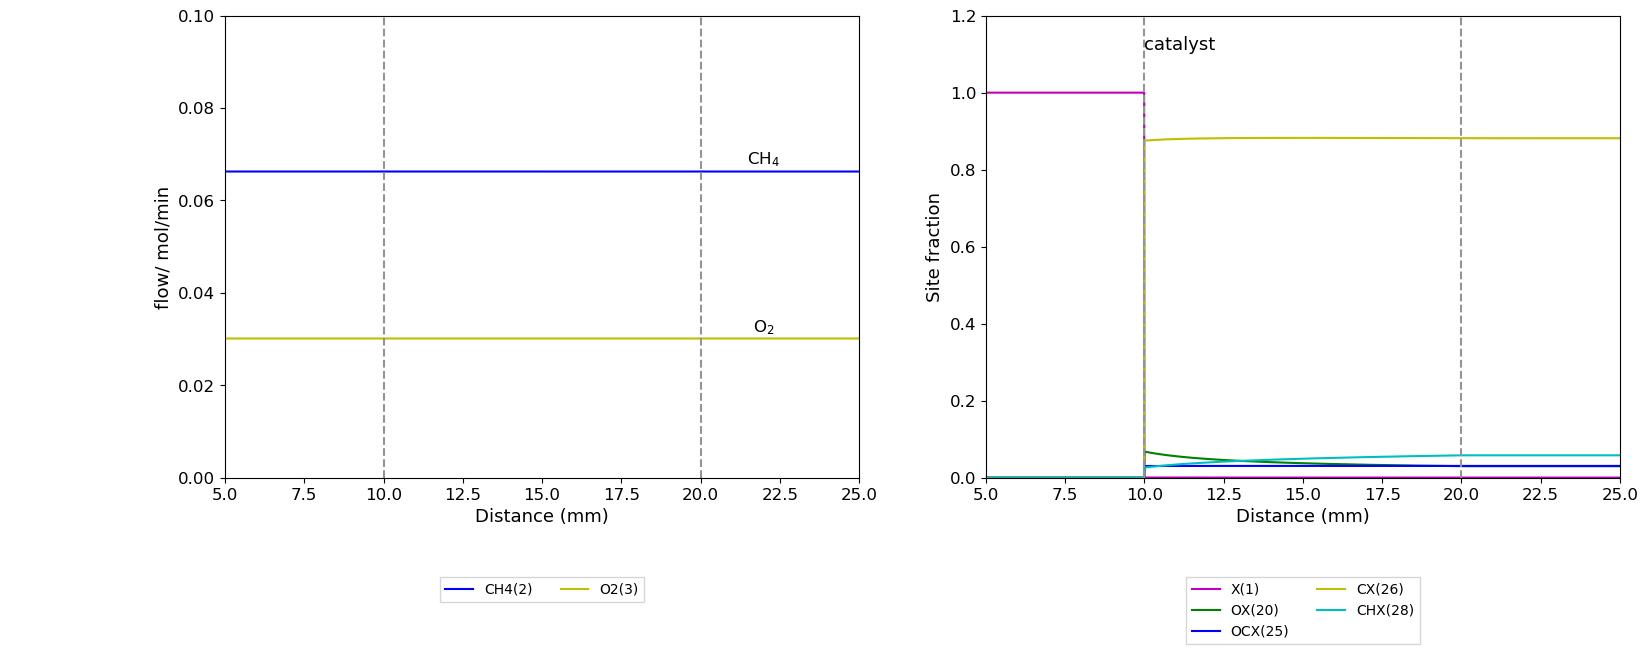 0.10
0.08
0.06
0.04
0.02
0.00
flow/ mol/min
CH₄
O₂
5.0 7.5 10.0 12.5 15.0 17.5 20.0 22.5 25.0
Distance (mm)
CH4(2) O2(3)
1.2
1.0
0.8
0.6
0.4
0.2
0.0
Site fraction
catalyst
5.0 7.5 10.0 12.5 15.0 17.5 20.0 22.5 25.0
Distance (mm)
X(1) CX(26)
OX(20) CHX(28)
OCX(25)